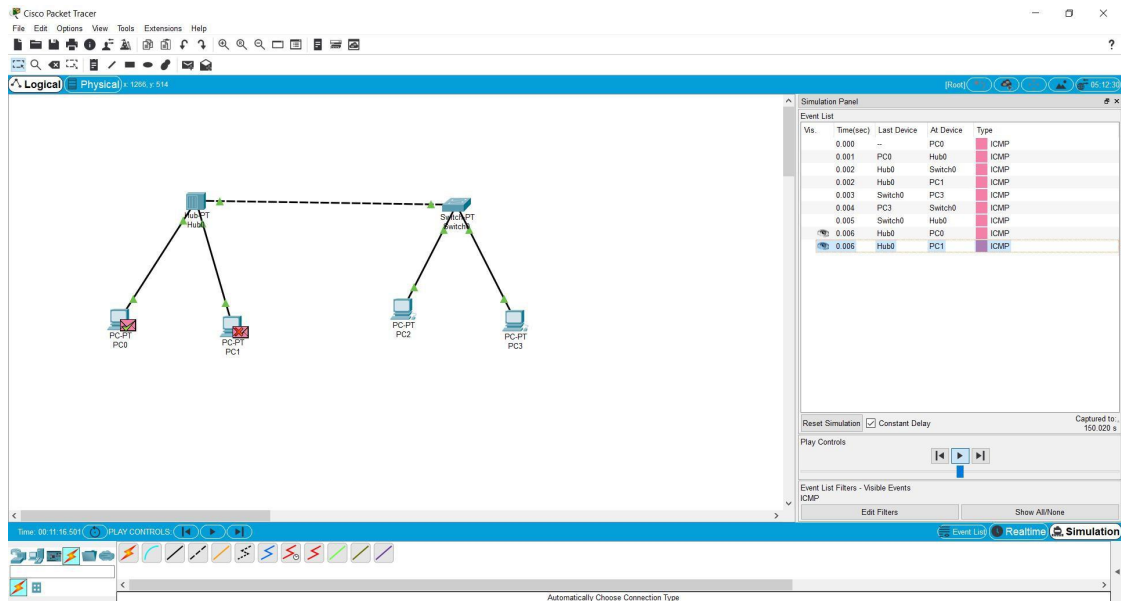 Cisco Packet Tracer
File Edit Options View Tools Extensions Help
?
Logical Physical x: 1266, y: 514 [Root] 05:12:30
Simulation Panel
Event List
Vis. Time(sec) Last Device At Device Type
0.000 -- PC0 ICMP
0.001 PC0 Hub0 ICMP
0.002 Hub0 Switch0 ICMP
0.002 Hub0 PC1 ICMP
0.003 Switch0 PC3 ICMP
0.004 PC3 Switch0 ICMP
0.005 Switch0 Hub0 ICMP
0.006 Hub0 PC0 ICMP
0.006 Hub0 PC1 ICMP
Hub-PT
Hub0
Switch-PT
Switch0
PC-PT
PC0
PC-PT
PC1
PC-PT
PC2
PC-PT
PC3
Reset Simulation Constant Delay
Captured to:
150.020 s
Play Controls
Event List Filters - Visible Events
ICMP
Edit Filters Show All/None
Time: 00:11:16.501 PLAY CONTROLS: Event List Realtime Simulation
Automatically Choose Connection Type